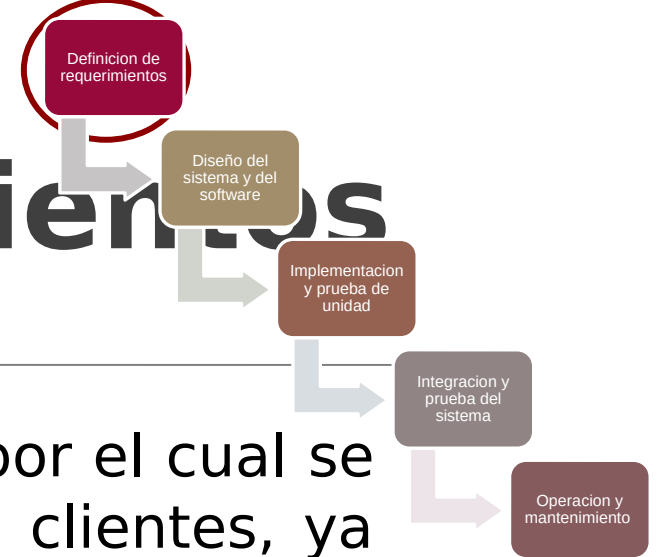 Definicion de
requerimientos
Diseño del
sistema y del
software
Implementacion
y prueba de
unidad
Integracion y
prueba del
sistema
por el cual se
clientes, ya
Operacion y
mantenimiento